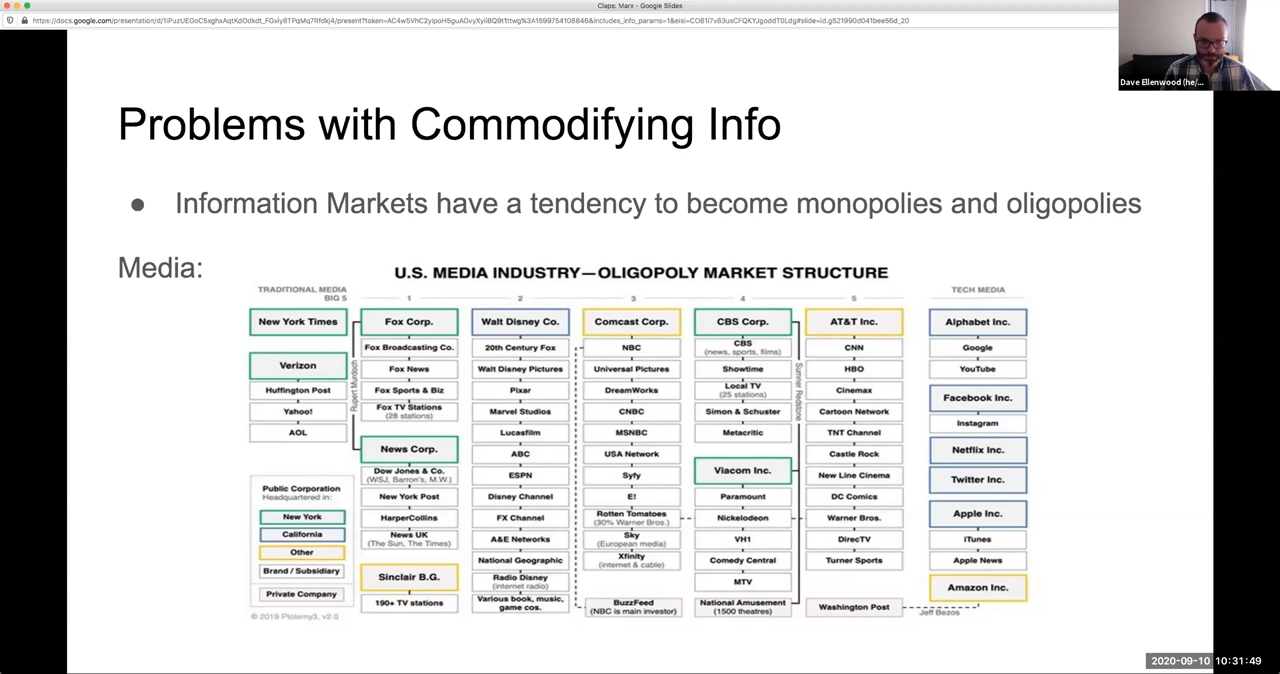 Claps: Marx - Google Slides
Dave Ellenwood (he/...
Problems with Commodifying Info
● Information Markets have a tendency to become monopolies and oligopolies
Media:
U.S. MEDIA INDUSTRY—OLIGOPOLY MARKET STRUCTURE
TRADITIONAL MEDIA
BIG 5
1
2
3
4
5
TECH MEDIA
New York Times
Verizon
Huffington Post
Yahoo!
AOL
Rupert Murdoch
Fox Corp.
Fox Broadcasting Co.
Fox News
Fox Sports & Biz
Fox TV Stations
(28 stations)
News Corp.
Dow Jones & Co.
(WSJ, Barron's, M.W.)
New York Post
HarperCollins
News UK
(The Sun, The Times)
Sinclair B.G.
190+ TV stations
Walt Disney Co.
20th Century Fox
Walt Disney Pictures
Pixar
Marvel Studios
Lucasfilm
ABC
ESPN
Disney Channel
FX Channel
A&E Networks
National Geographic
Radio Disney
(internet radio)
Various book, music,
game cos.
Comcast Corp.
NBC
Universal Pictures
DreamWorks
CNBC
MSNBC
USA Network
Syfy
E!
Rotten Tomatoes
(30% Warner Bros.)
Sky
(European media)
Xfinity
(internet & cable)
BuzzFeed
(NBC is main investor)
CBS Corp.
CBS
(news, sports, films)
Showtime
Local TV
(25 stations)
Simon & Schuster
Metacritic
Viacom Inc.
Paramount
Nickelodeon
VH1
Comedy Central
MTV
National Amusement
(1500 theatres)
Sumner Redstone
AT&T Inc.
CNN
HBO
Cinemax
Cartoon Network
TNT Channel
Castle Rock
New Line Cinema
DC Comics
Warner Bros.
DirecTV
Turner Sports
Washington Post
Jeff Bezos
Alphabet Inc.
Google
YouTube
Facebook Inc.
Instagram
Netflix Inc.
Twitter Inc.
Apple Inc.
iTunes
Apple News
Amazon Inc.
Public Corporation
Headquartered in:
New York
California
Other
Brand / Subsidiary
Private Company
© 2019 Ptolemy3, v2.0
2020-09-10 10:31:49